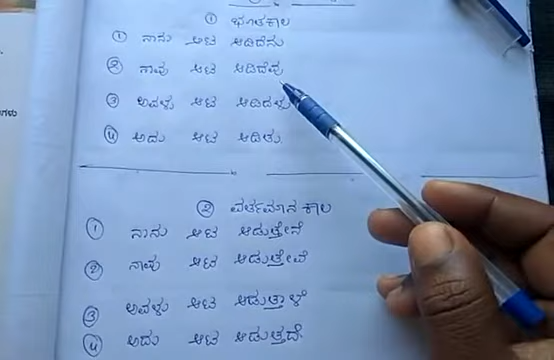 ① ಭೂತಕಾಲ
① ನಾನು ಆಟ ಆಡಿದೆನು
② ನಾವು ಆಟ ಆಡಿದೆವು
③ ಅವಳು ಆಟ ಆಡಿದಳು
④ ಅದು ಆಟ ಆಡಿತು.
② ವರ್ತಮಾನ ಕಾಲ
① ನಾನು ಆಟ ಆಡುತ್ತೇನೆ
② ನಾವು ಆಟ ಆಡುತ್ತೇವೆ
③ ಅವಳು ಆಟ ಆಡುತ್ತಾಳೆ
④ ಅದು ಆಟ ಆಡುತ್ತದೆ.